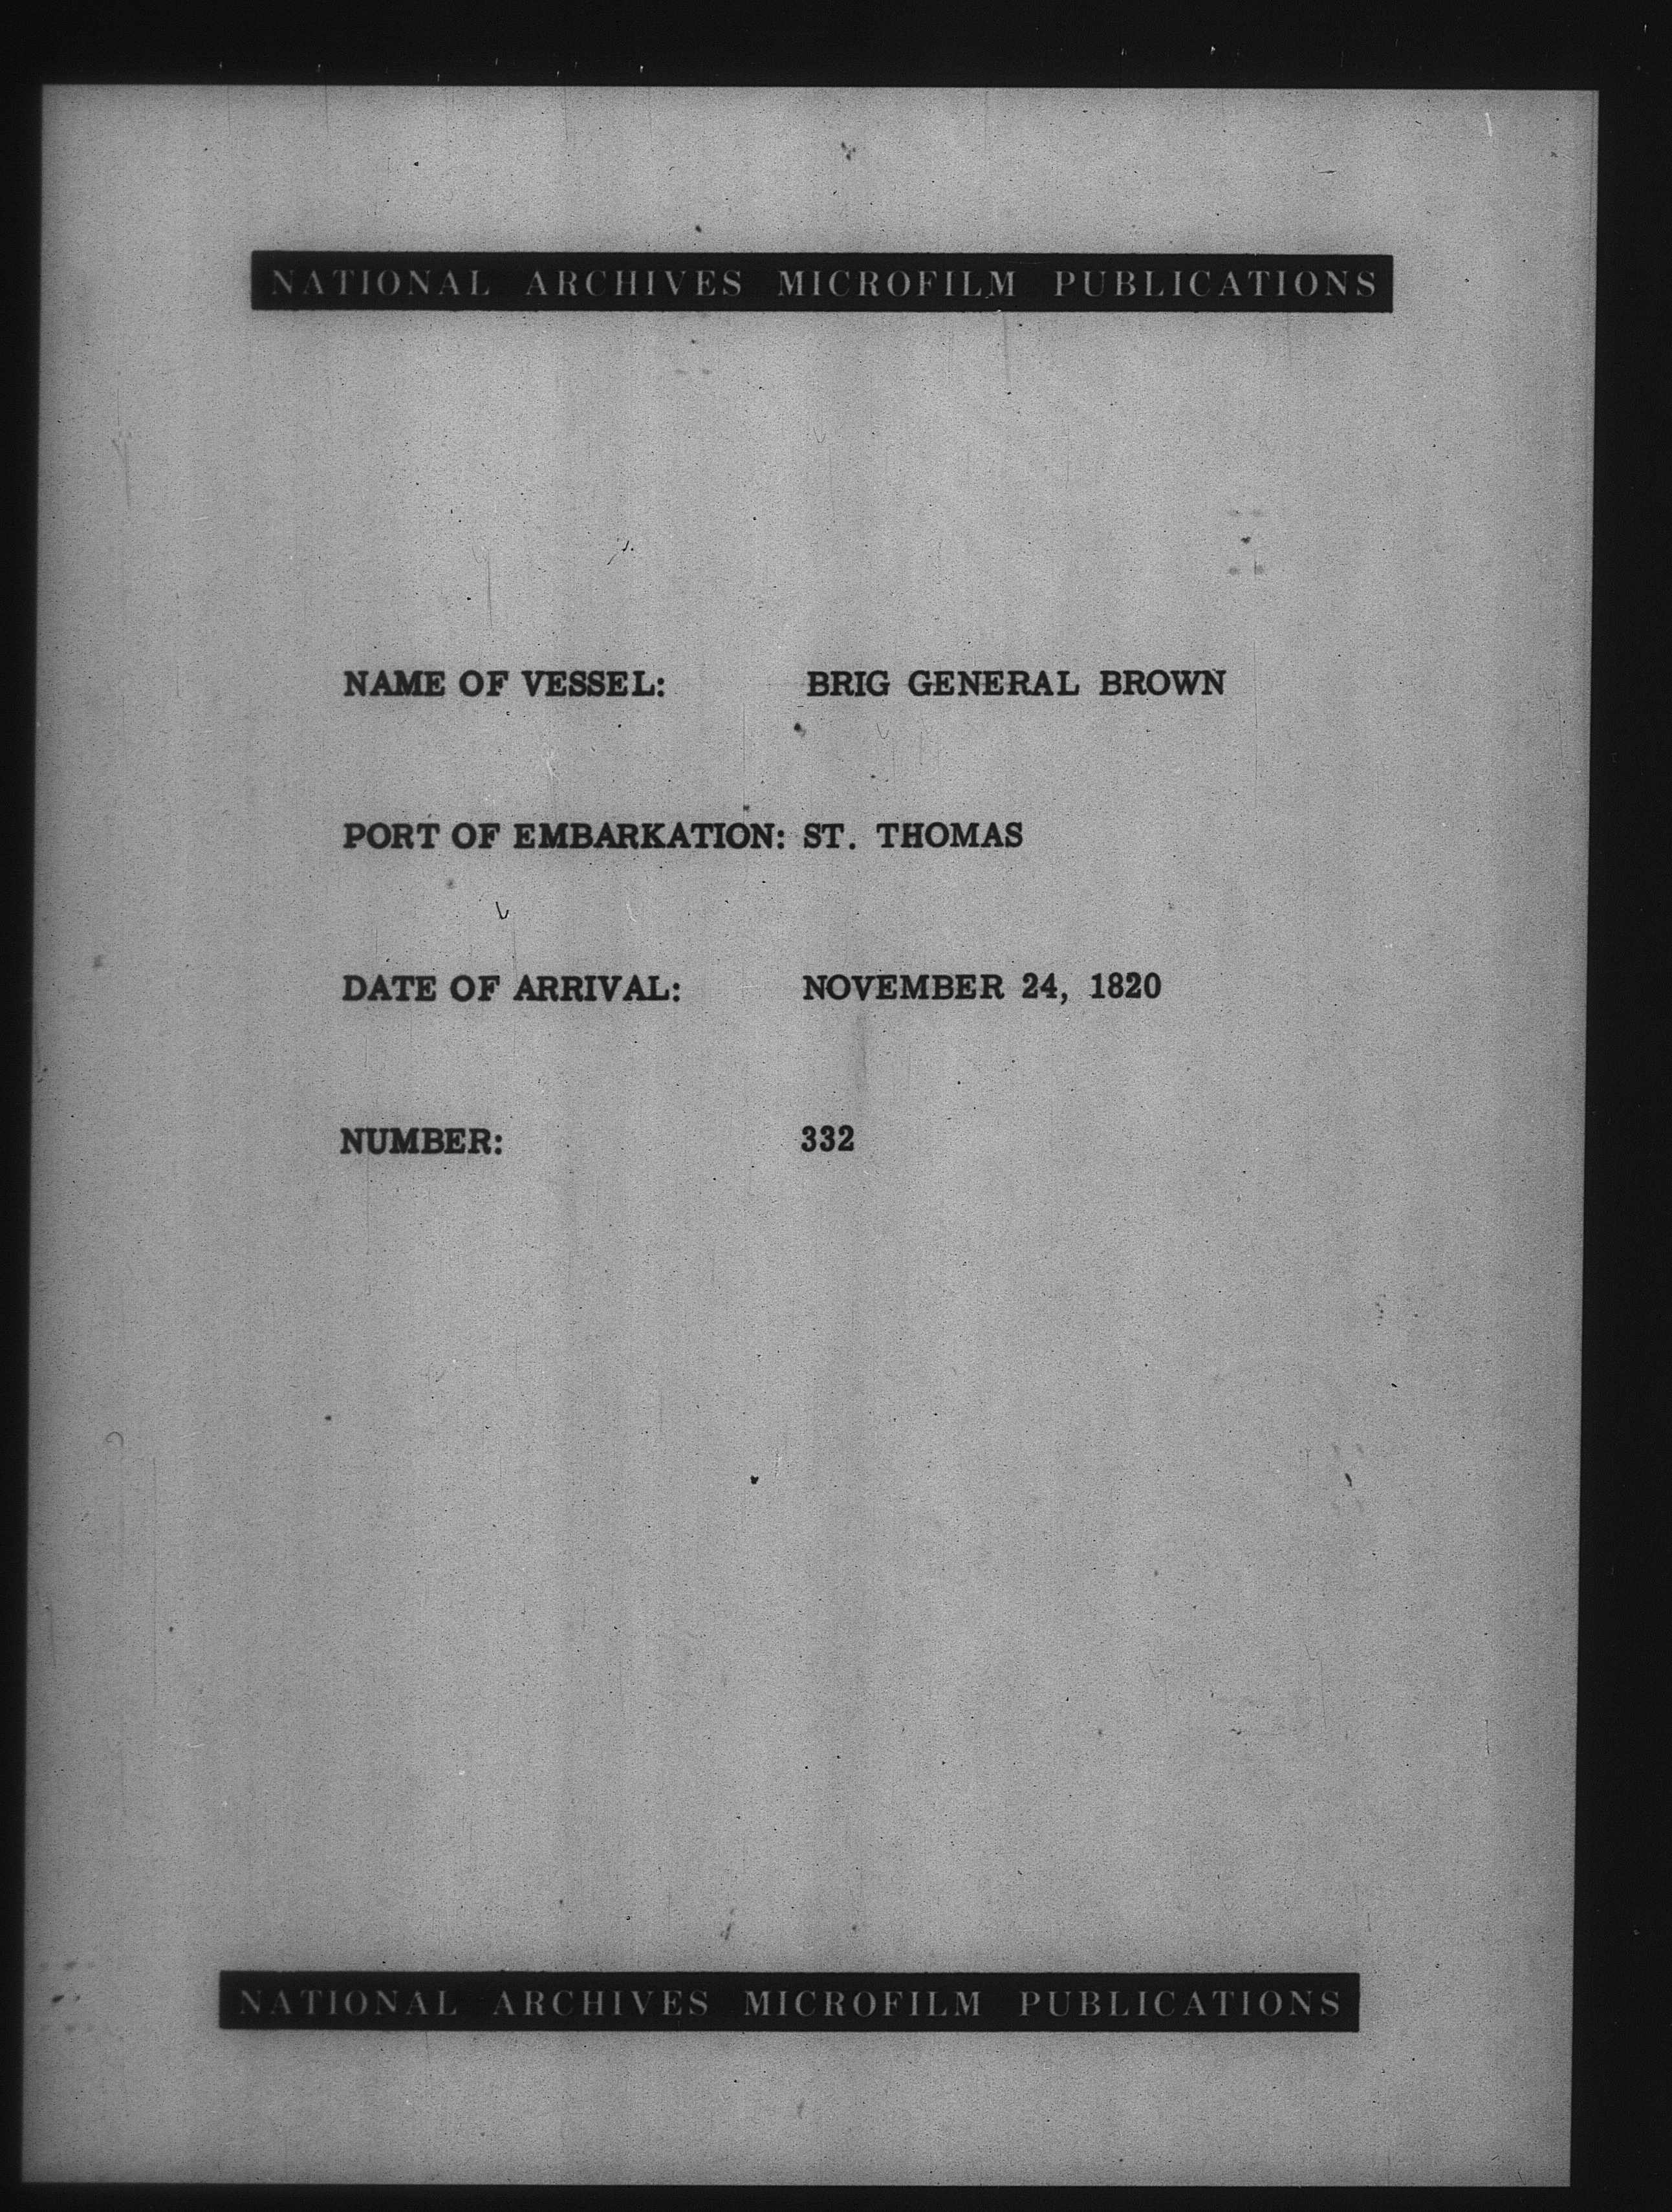 NATIONAL ARCHIVES MICROFILM PUBLICATIONS
NAME OF VESSEL: BRIG GENERAL BROWN
PORT OF EMBARKATION: ST. THOMAS
DATE OF ARRIVAL: NOVEMBER 24, 1820
NUMBER: 332
NATIONAL ARCHIVES MICROFILM PUBLICATIONS